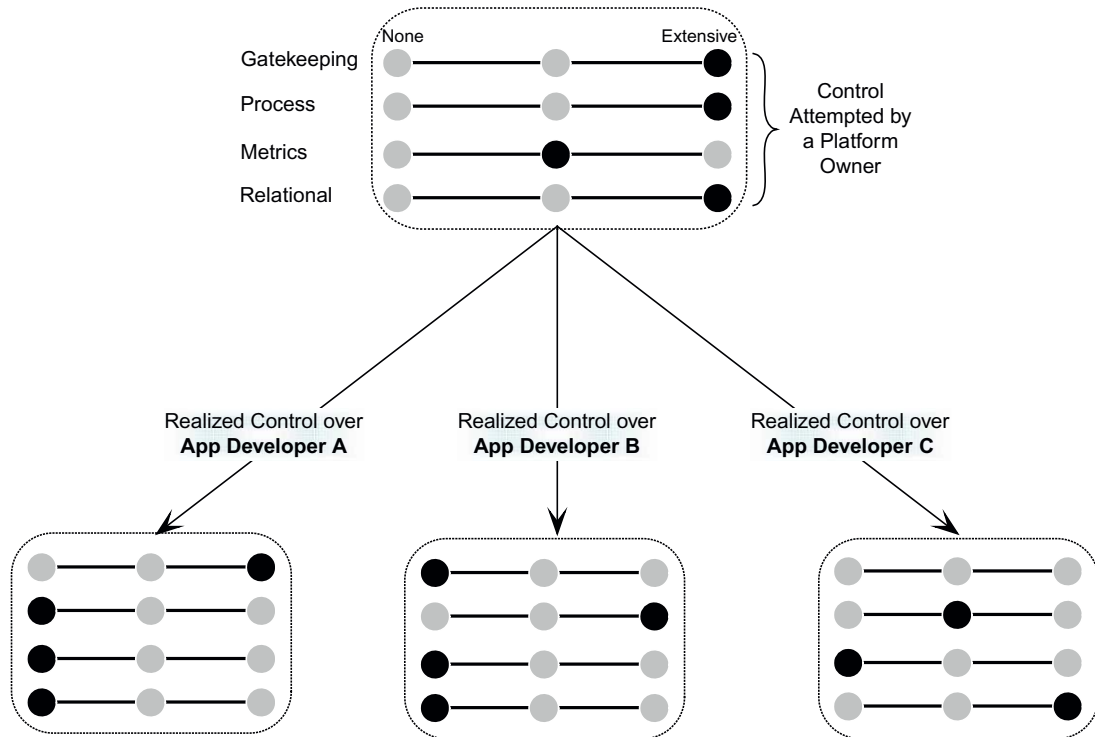 None
Extensive
Gatekeeping
Process
Metrics
Relational
Control
Attempted by
a Platform
Owner
Realized Control over
App Developer A
Realized Control over
App Developer B
Realized Control over
App Developer C